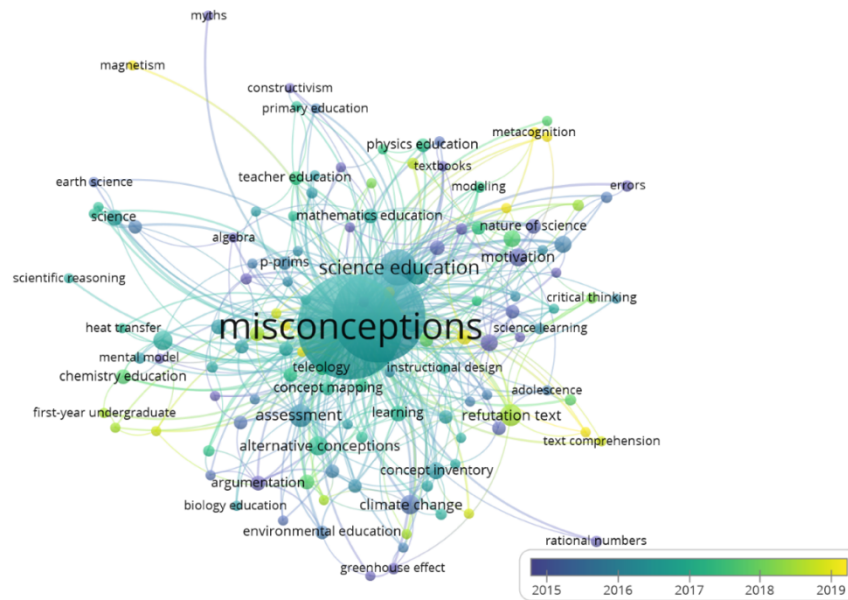 myths
magnetism
constructivism
primary education
metacognition
physics education
textbooks
teacher education
modeling
earth science
errors
science
mathematics education
nature of science
algebra
motivation
p-prims
science education
scientific reasoning
critical thinking
misconceptions
heat transfer
science learning
mental model
teleology
instructional design
chemistry education
concept mapping
adolescence
first-year undergraduate
assessment
learning
refutation text
text comprehension
alternative conceptions
concept inventory
argumentation
biology education
climate change
environmental education
rational numbers
greenhouse effect
2015 2016 2017 2018 2019